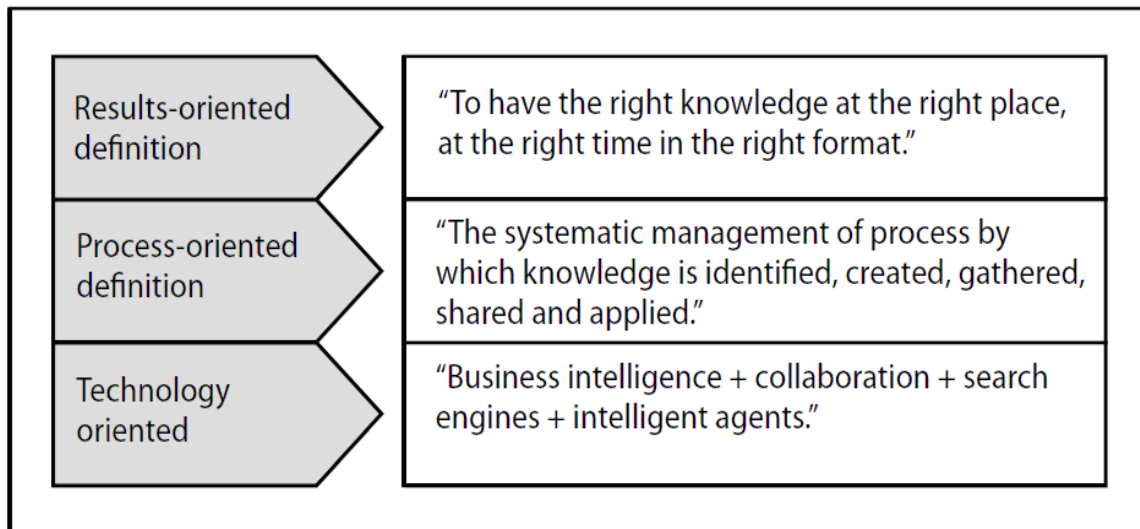 Results-oriented
definition
“To have the right knowledge at the right place,
at the right time in the right format.”
Process-oriented
definition
“The systematic management of process by
which knowledge is identified, created, gathered,
shared and applied.”
Technology
oriented
“Business intelligence + collaboration + search
engines + intelligent agents.”